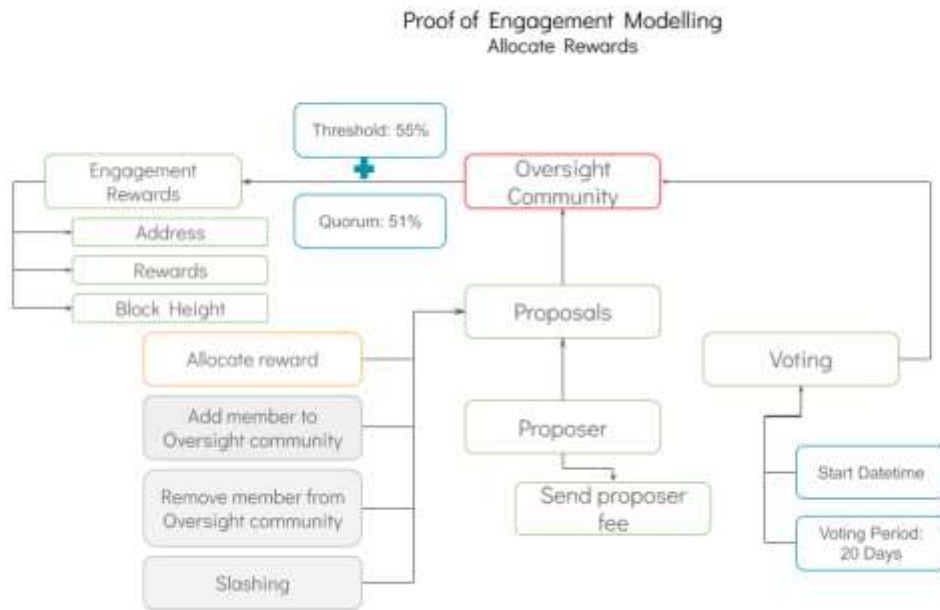 Proof of Engagement Modelling
Allocate Rewards
Threshold: 55%
Engagement
Rewards
Oversight
Community
Quorum: 51%
Address
Rewards
Block Height
Proposals
Allocate reward
Voting
Add member to
Oversight community
Proposer
Start Datetime
Remove member from
Oversight community
Send proposer
fee
Voting Period:
20 Days
Slashing